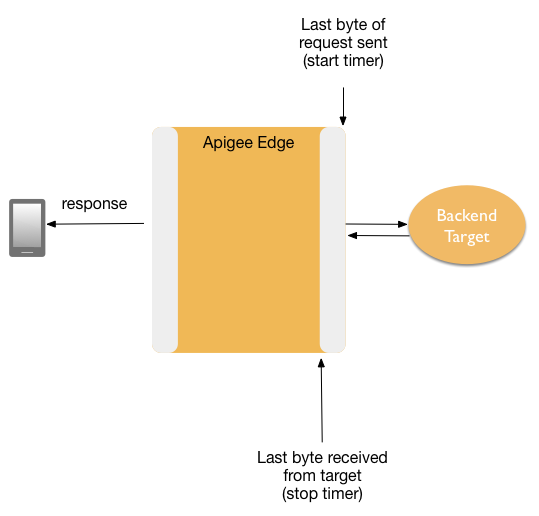 Last byte of
request sent
(start timer)
Apigee Edge
response
Backend
Target
Last byte received
from target
(stop timer)